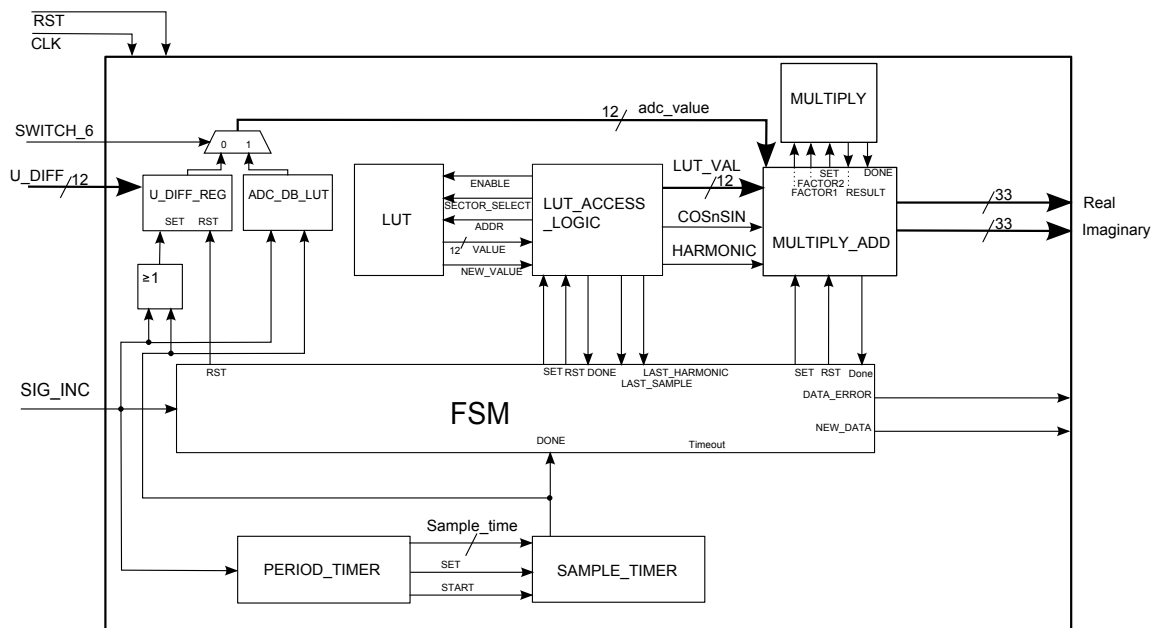 RST
CLK
SWITCH_6
U_DIFF
12
0 1
12
adc_value
MULTIPLY
SET
DONE
FACTOR2
FACTOR1
RESULT
U_DIFF_REG
SET RST
ADC_DB_LUT
≥1
LUT
ENABLE
SECTOR_SELECT
ADDR
12
VALUE
NEW_VALUE
LUT_ACCESS
_LOGIC
LUT_VAL
12
COSnSIN
HARMONIC
MULTIPLY_ADD
33
Real
33
Imaginary
SIG_INC
RST
SET RST DONE
LAST_HARMONIC
LAST_SAMPLE
SET RST Done
DATA_ERROR
FSM
NEW_DATA
DONE
Timeout
Sample_time
PERIOD_TIMER
SET
START
SAMPLE_TIMER